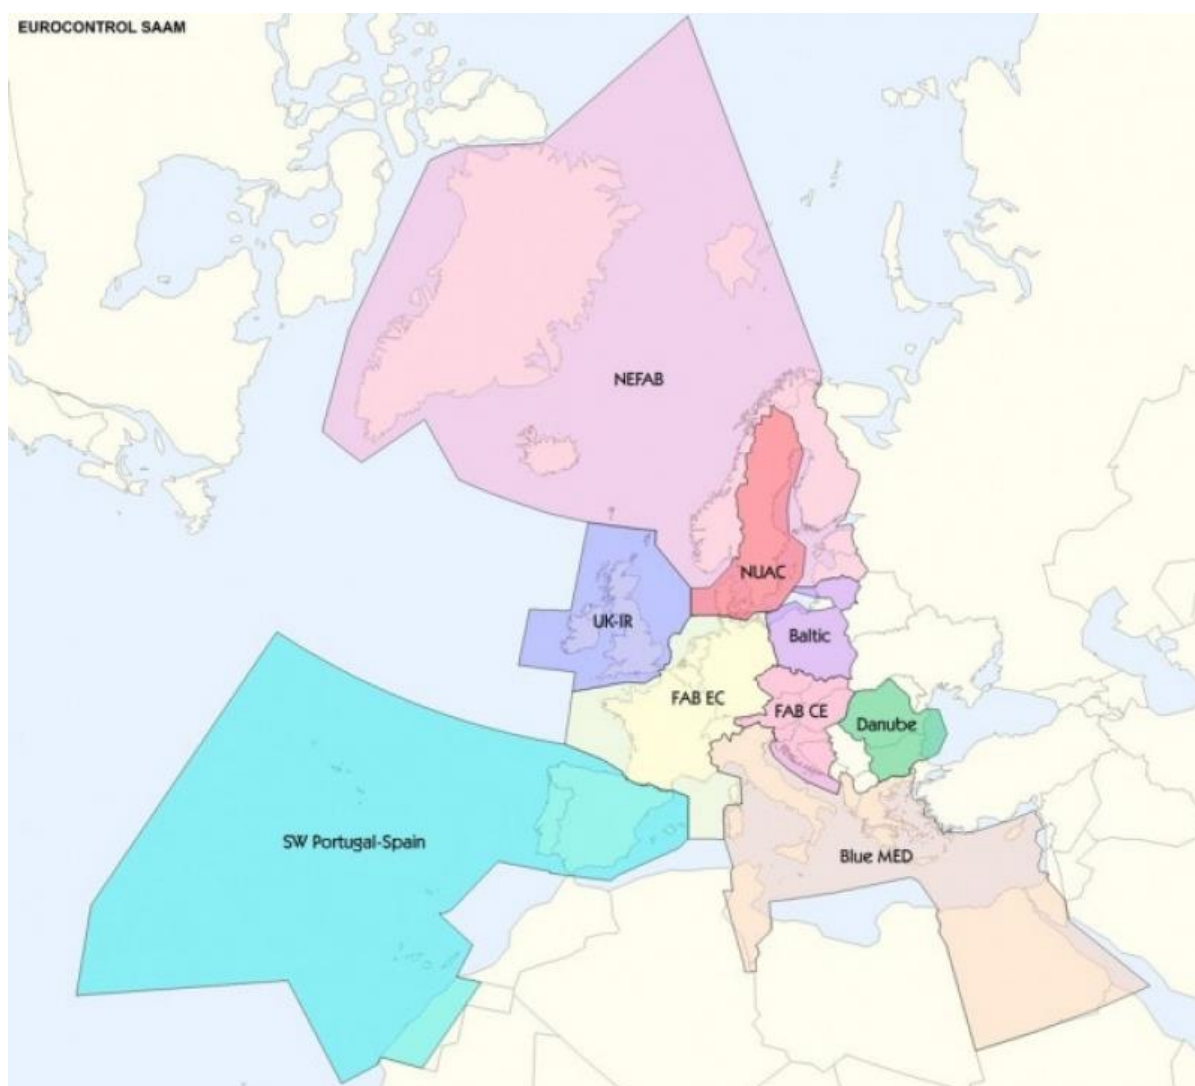 EUROCONTROL SAAM
NEFAB
NUAC
UK-IR
Baltic
FAB EC
FAB CE
Danube
SW Portugal-Spain
Blue MED